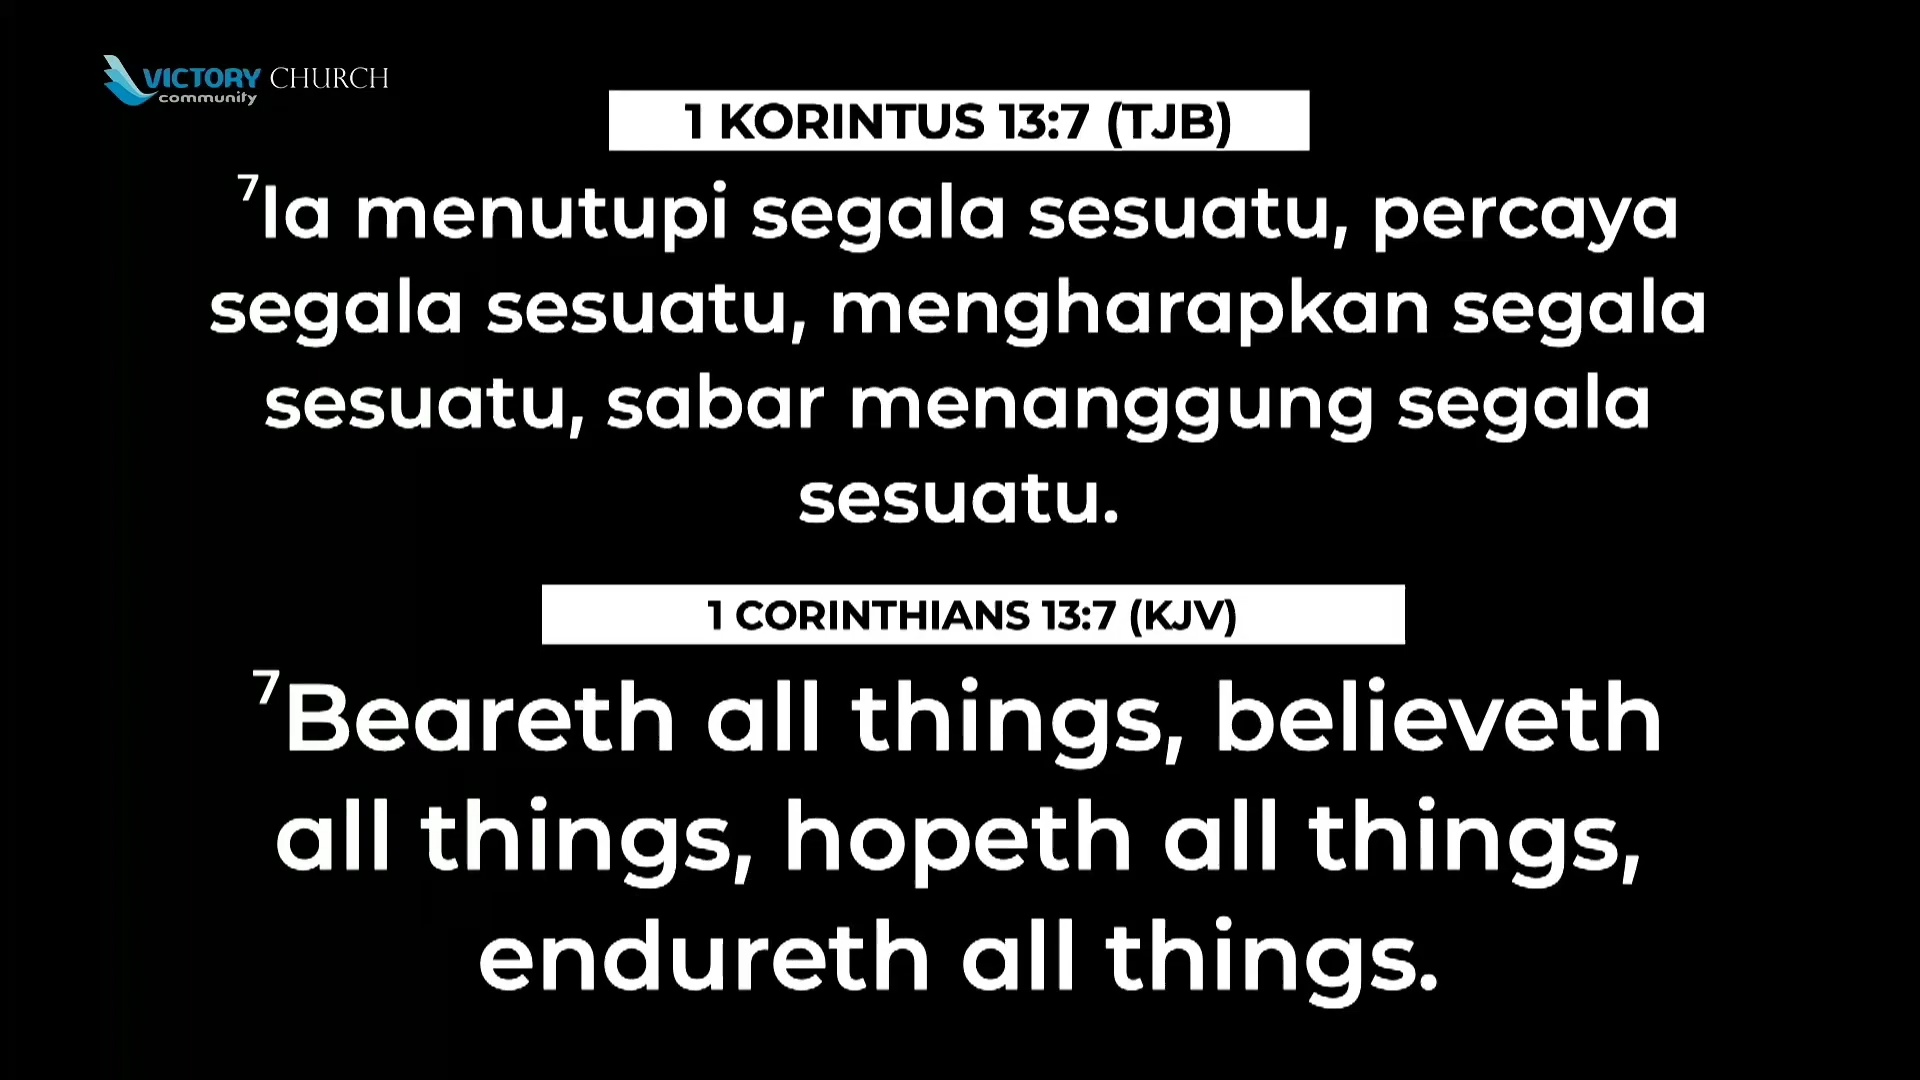 VICTORY CHURCH
community
1 KORINTUS 13:7 (TJB)
7Ia menutupi segala sesuatu, percaya
segala sesuatu, mengharapkan segala
sesuatu, sabar menanggung segala
sesuatu.
1 CORINTHIANS 13:7 (KJV)
7Beareth all things, believeth
all things, hopeth all things,
endureth all things.